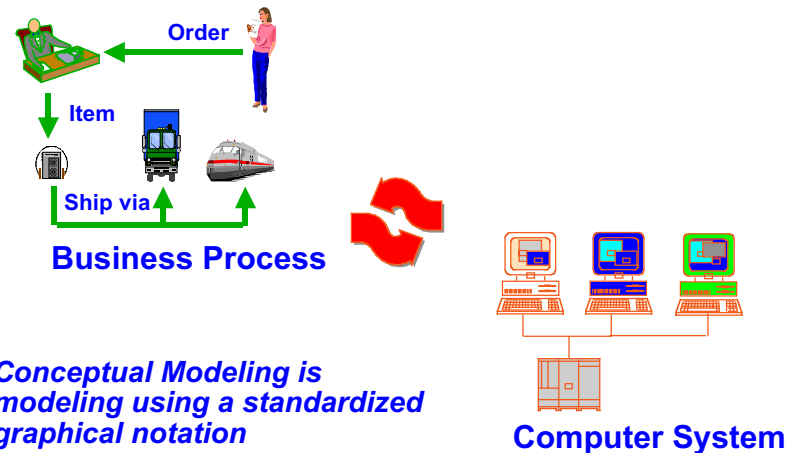 Order
Item
Ship via
Business Process
Conceptual Modeling is
modeling using a standardized
graphical notation
Computer System